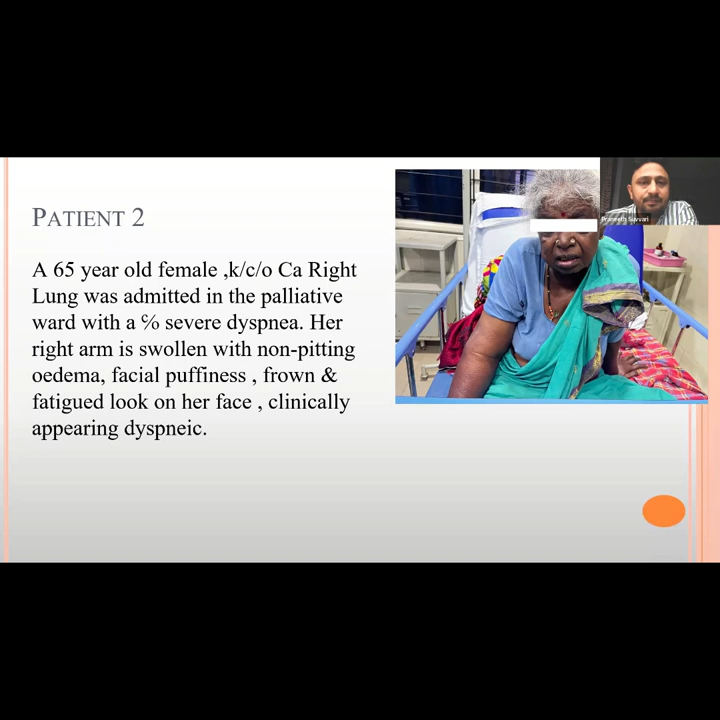 PATIENT 2
A 65 year old female ,k/c/o Ca Right
Lung was admitted in the palliative
ward with a ℅ severe dyspnea. Her
right arm is swollen with non-pitting
oedema, facial puffiness , frown &
fatigued look on her face , clinically
appearing dyspneic.
Praneeth Suvvari